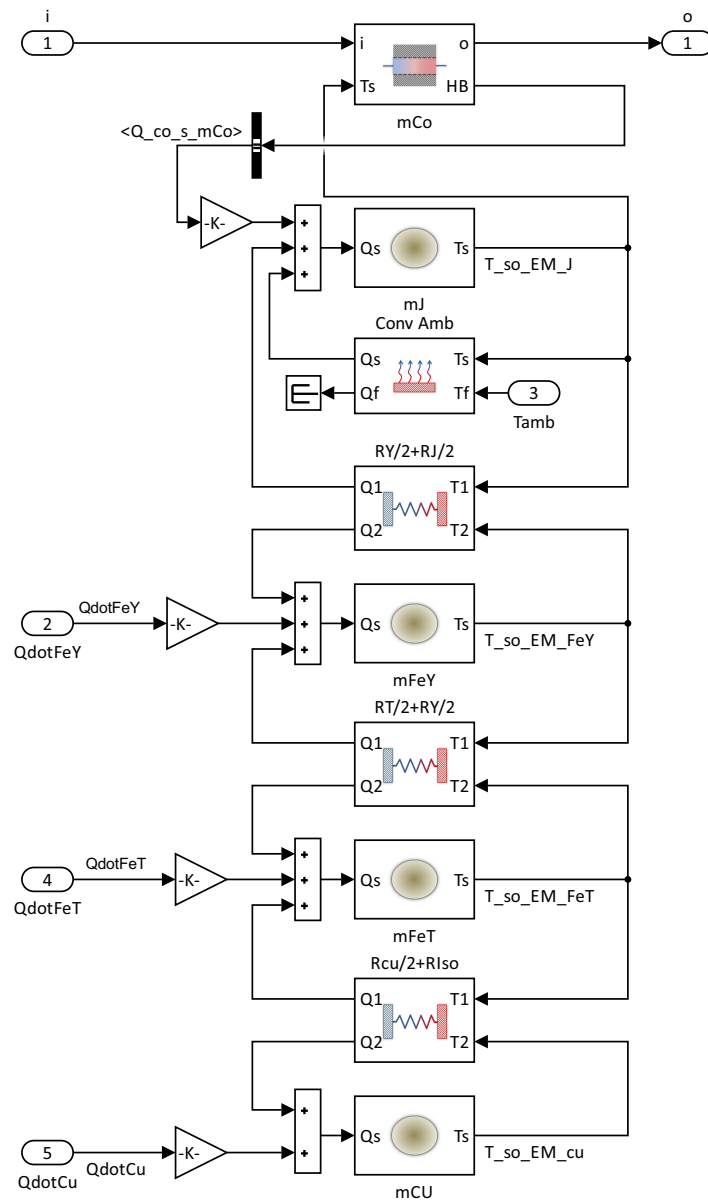 i
o
1
i
o
1
Ts
HB
mCo
<Q_co_s_mCo>
-K-
+
+
+
Qs
Ts
T_so_EM_J
mJ
Conv Amb
Qs
Ts
Qf
Tf
3
Tamb
RY/2+RJ/2
Q1
T1
Q2
T2
QdotFeY
2
-K-
+
+
+
Qs
Ts
QdotFeY
T_so_EM_FeY
mFeY
RT/2+RY/2
Q1
T1
Q2
T2
QdotFeT
4
-K-
+
+
+
Qs
Ts
QdotFeT
T_so_EM_FeT
mFeT
Rcu/2+RIso
Q1
T1
Q2
T2
5
-K-
+
+
Qs
Ts
QdotCu
QdotCu
T_so_EM_cu
mCU